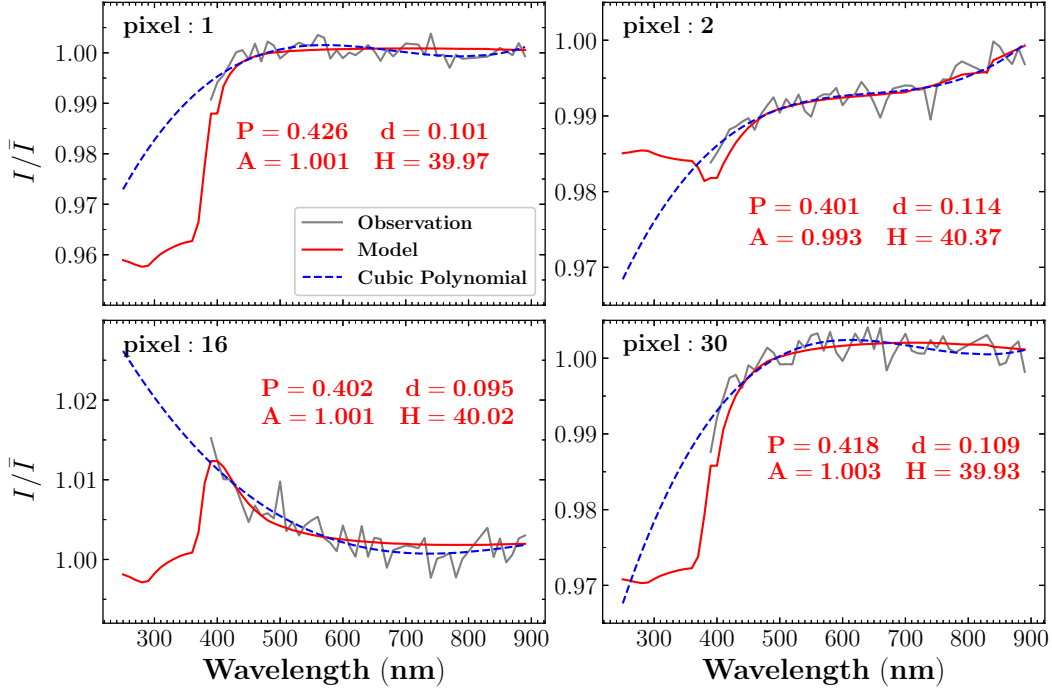 pixel : 1
1.00
0.99
0.98
0.97
0.96
I/Ī
P = 0.426 d = 0.101
A = 1.001 H = 39.97
Observation
Model
Cubic Polynomial
pixel : 2
1.00
0.99
0.98
0.97
P = 0.401 d = 0.114
A = 0.993 H = 40.37
pixel : 16
1.02
1.01
1.00
I/Ī
P = 0.402 d = 0.095
A = 1.001 H = 40.02
300 400 500 600 700 800 900
Wavelength (nm)
pixel : 30
1.00
0.99
0.98
0.97
P = 0.418 d = 0.109
A = 1.003 H = 39.93
300 400 500 600 700 800 900
Wavelength (nm)